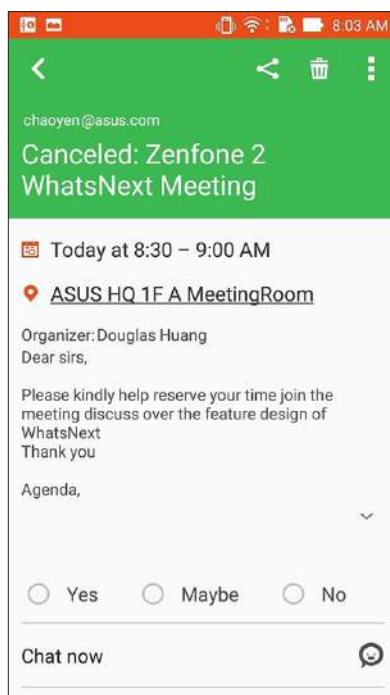 8:03 AM
chaoyen@asus.com
Canceled: Zenfone 2
WhatsNext Meeting
Today at 8:30 – 9:00 AM
ASUS HQ 1F A MeetingRoom
Organizer:Douglas Huang
Dear sirs,
Please kindly help reserve your time join the
meeting discuss over the feature design of
WhatsNext
Thank you
Agenda,
Yes Maybe No
Chat now